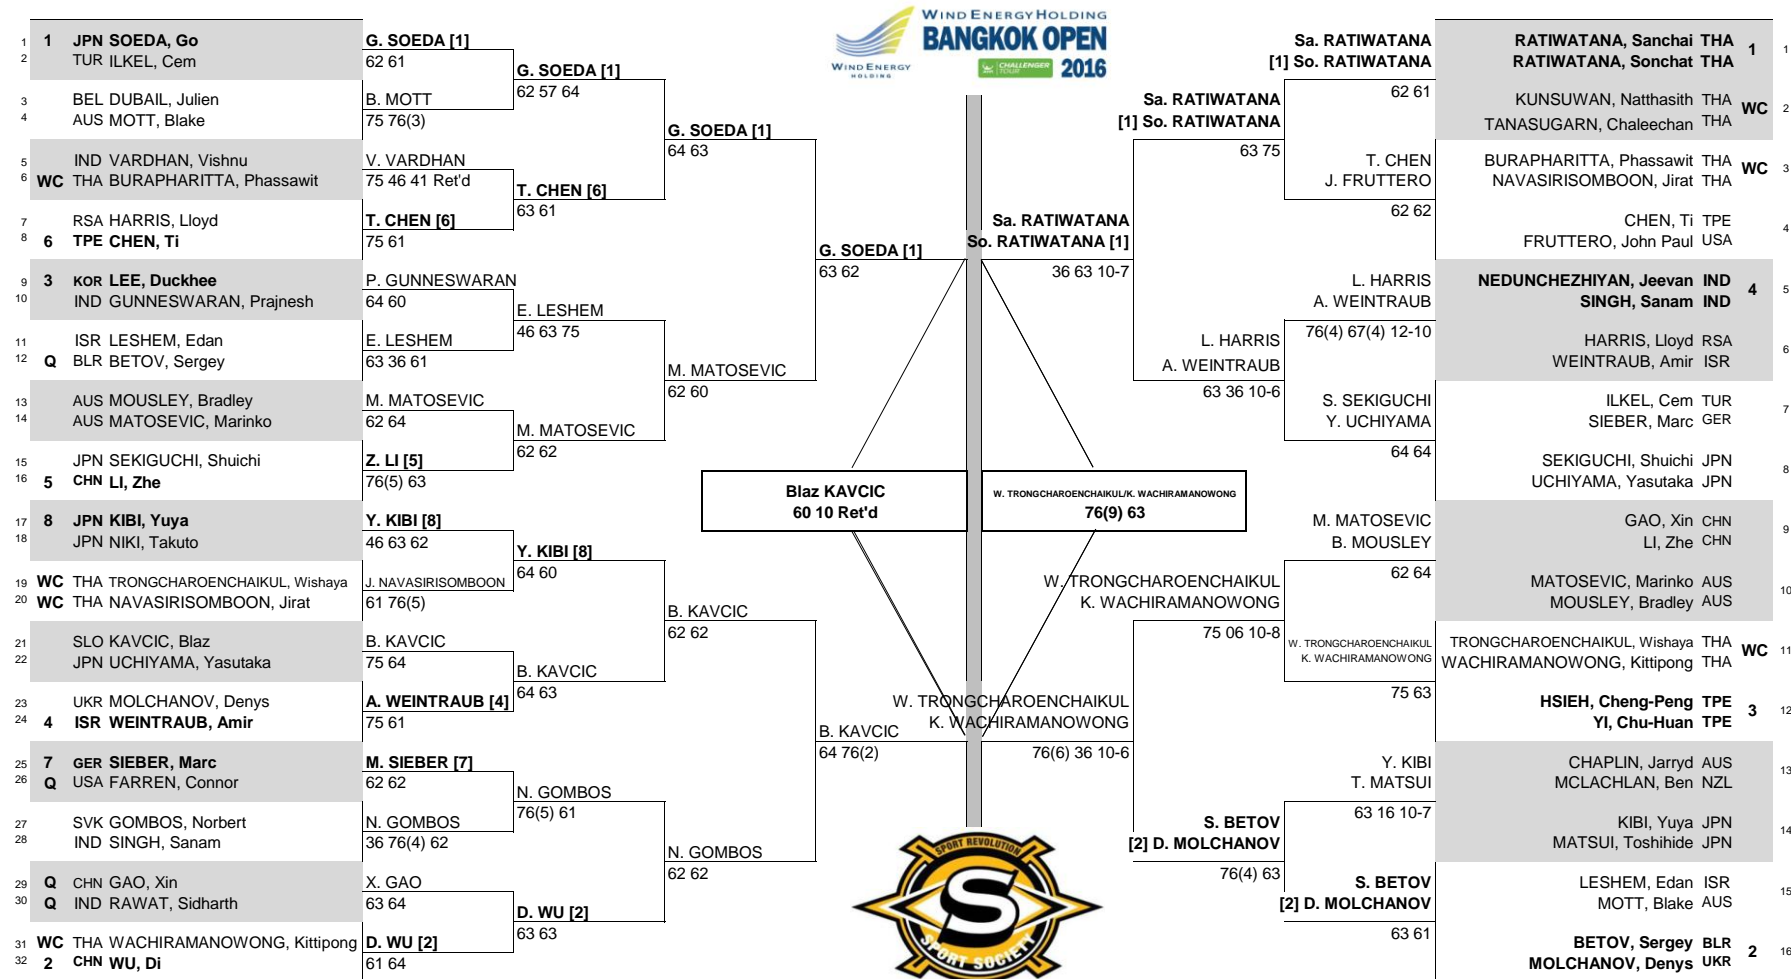 WIND ENERGY HOLDING
BANGKOK OPEN
WIND ENERGY
HOLDING
CHALLENGER
TOUR
2016
1 1 JPN SOEDA, Go
2 TUR ILKEL, Cem
3 BEL DUBAIL, Julien
4 AUS MOTT, Blake
5 IND VARDHAN, Vishnu
6 WC THA BURAPHARITTA, Phassawit
7 RSA HARRIS, Lloyd
8 6 TPE CHEN, Ti
9 3 KOR LEE, Duckhee
10 IND GUNNESWARAN, Prajnesh
11 ISR LESHEM, Edan
12 Q BLR BETOV, Sergey
13 AUS MOUSLEY, Bradley
14 AUS MATOSEVIC, Marinko
15 JPN SEKIGUCHI, Shuichi
16 5 CHN LI, Zhe
17 8 JPN KIBI, Yuya
18 JPN NIKI, Takuto
19 WC THA TRONGCHAROENCHAIKUL, Wishaya
20 WC THA NAVASIRISOMBOON, Jirat
21 SLO KAVCIC, Blaz
22 JPN UCHIYAMA, Yasutaka
23 UKR MOLCHANOV, Denys
24 4 ISR WEINTRAUB, Amir
25 7 GER SIEBER, Marc
26 Q USA FARREN, Connor
27 SVK GOMBOS, Norbert
28 IND SINGH, Sanam
29 Q CHN GAO, Xin
30 Q IND RAWAT, Sidharth
31 WC THA WACHIRAMANOWONG, Kittipong
32 2 CHN WU, Di
G. SOEDA [1]
62 61
B. MOTT
75 76(3)
V. VARDHAN
75 46 41 Ret'd
T. CHEN [6]
75 61
P. GUNNESWARAN
64 60
E. LESHEM
63 36 61
M. MATOSEVIC
62 64
Z. LI [5]
76(5) 63
Y. KIBI [8]
46 63 62
J. NAVASIRISOMBOON
61 76(5)
B. KAVCIC
75 64
A. WEINTRAUB [4]
75 61
M. SIEBER [7]
62 62
N. GOMBOS
36 76(4) 62
X. GAO
63 64
D. WU [2]
61 64
G. SOEDA [1]
62 57 64
T. CHEN [6]
63 61
E. LESHEM
46 63 75
M. MATOSEVIC
62 62
Y. KIBI [8]
64 60
B. KAVCIC
64 63
N. GOMBOS
76(5) 61
D. WU [2]
63 63
G. SOEDA [1]
64 63
M. MATOSEVIC
62 60
B. KAVCIC
62 62
N. GOMBOS
62 62
G. SOEDA [1]
63 62
B. KAVCIC
64 76(2)
Blaz KAVCIC
60 10 Ret'd
W. TRONGCHAROENCHAIKUL/K. WACHIRAMANOWONG
76(9) 63
Sa. RATIWATANA
So. RATIWATANA [1]
36 63 10-7
W. TRONGCHAROENCHAIKUL
K. WACHIRAMANOWONG
76(6) 36 10-6
Sa. RATIWATANA
[1] So. RATIWATANA
63 75
L. HARRIS
A. WEINTRAUB
63 36 10-6
W. TRONGCHAROENCHAIKUL
K. WACHIRAMANOWONG
75 06 10-8
S. BETOV
[2] D. MOLCHANOV
76(4) 63
Sa. RATIWATANA
[1] So. RATIWATANA
62 61
T. CHEN
J. FRUTTERO
62 62
L. HARRIS
A. WEINTRAUB
76(4) 67(4) 12-10
S. SEKIGUCHI
Y. UCHIYAMA
64 64
M. MATOSEVIC
B. MOUSLEY
62 64
W. TRONGCHAROENCHAIKUL
K. WACHIRAMANOWONG
75 63
Y. KIBI
T. MATSUI
63 16 10-7
S. BETOV
[2] D. MOLCHANOV
63 61
RATIWATANA, Sanchai THA 1 1
RATIWATANA, Sonchat THA
KUNSUWAN, Natthasith THA WC 2
TANASUGARN, Chaleechan THA
BURAPHARITTA, Phassawit THA WC 3
NAVASIRISOMBOON, Jirat THA
CHEN, Ti TPE 4
FRUTTERO, John Paul USA
NEDUNCHEZHIYAN, Jeevan IND 4 5
SINGH, Sanam IND
HARRIS, Lloyd RSA 6
WEINTRAUB, Amir ISR
ILKEL, Cem TUR 7
SIEBER, Marc GER
SEKIGUCHI, Shuichi JPN 8
UCHIYAMA, Yasutaka JPN
GAO, Xin CHN 9
LI, Zhe CHN
MATOSEVIC, Marinko AUS 10
MOUSLEY, Bradley AUS
TRONGCHAROENCHAIKUL, Wishaya THA WC 11
WACHIRAMANOWONG, Kittipong THA
HSIEH, Cheng-Peng TPE 3 12
YI, Chu-Huan TPE
CHAPLIN, Jarryd AUS 13
MCLACHLAN, Ben NZL
KIBI, Yuya JPN 14
MATSUI, Toshihide JPN
LESHEM, Edan ISR 15
MOTT, Blake AUS
BETOV, Sergey BLR 2 16
MOLCHANOV, Denys UKR
SPORT REVOLUTION
S
SPORT SOCIETY